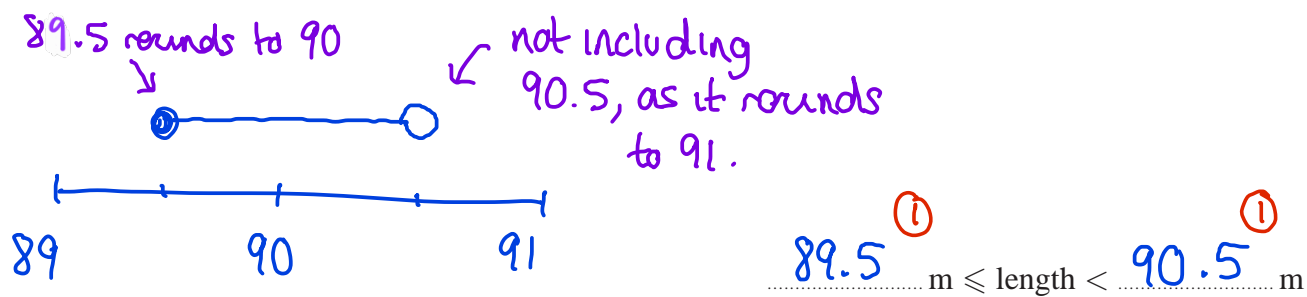 89.5 rounds to 90
not including
90.5, as it rounds
to 91.
89 90 91
① ①
89.5 m ⩽ length < 90.5 m